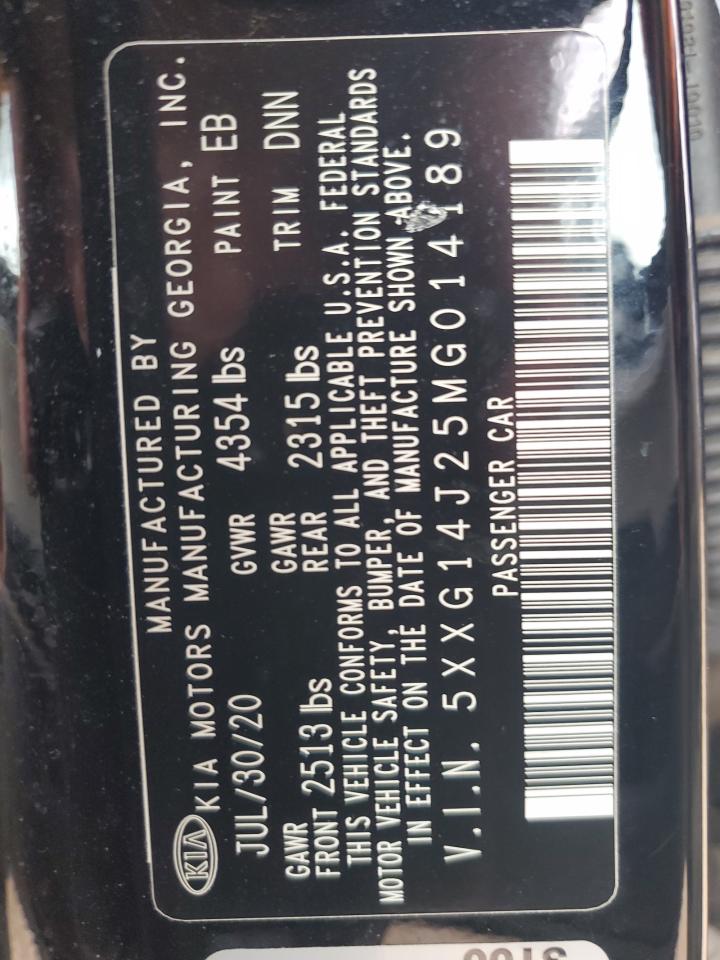 MANUFACTURED BY
KIA KIA MOTORS MANUFACTURING GEORGIA, INC.
JUL/30/20 GVWR 4354 lbs PAINT EB
GAWR FRONT 2513 lbs GAWR REAR 2315 lbs TRIM DNN
THIS VEHICLE CONFORMS TO ALL APPLICABLE U.S.A. FEDERAL
MOTOR VEHICLE SAFETY, BUMPER, AND THEFT PREVENTION STANDARDS
IN EFFECT ON THE DATE OF MANUFACTURE SHOWN ABOVE.
V.I.N. 5XXG14J25MG014189
PASSENGER CAR